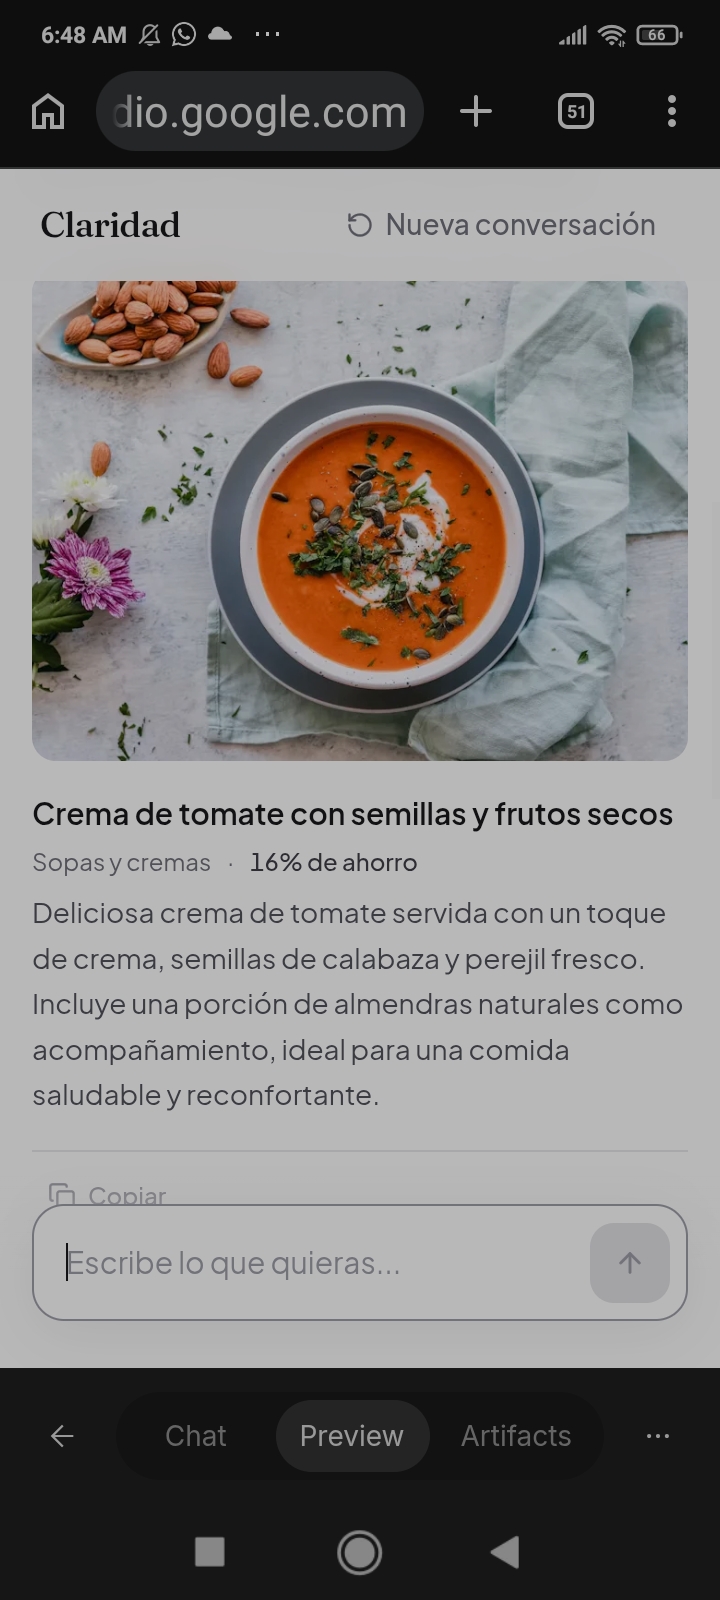 6:48 AM
66
dio.google.com
51
Claridad
Nueva conversación
Crema de tomate con semillas y frutos secos
Sopas y cremas · 16% de ahorro
Deliciosa crema de tomate servida con un toque
de crema, semillas de calabaza y perejil fresco.
Incluye una porción de almendras naturales como
acompañamiento, ideal para una comida
saludable y reconfortante.
Copiar
Escribe lo que quieras...
Chat
Preview
Artifacts